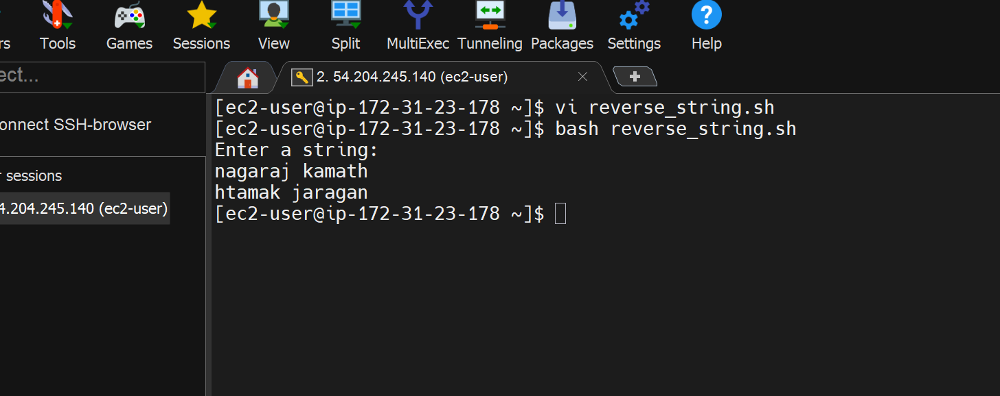 rs Tools Games Sessions View Split MultiExec Tunneling Packages Settings Help
ect...
2. 54.204.245.140 (ec2-user)
onnect SSH-browser
r sessions
4.204.245.140 (ec2-user)
[ec2-user@ip-172-31-23-178 ~]$ vi reverse_string.sh
[ec2-user@ip-172-31-23-178 ~]$ bash reverse_string.sh
Enter a string:
nagaraj kamath
htamak jaragan
[ec2-user@ip-172-31-23-178 ~]$